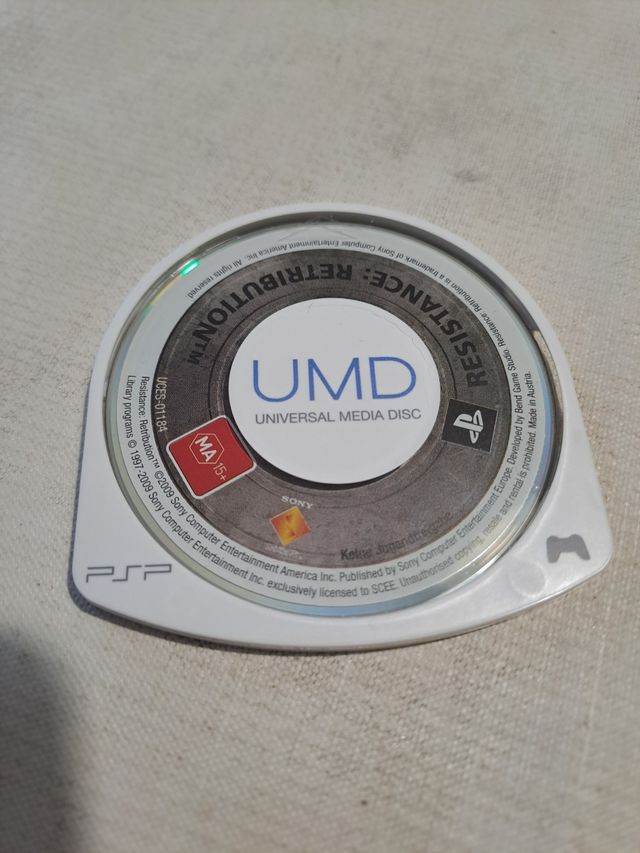 Resistance Retribution is a trademark of Sony Computer Entertainment America Inc. All rights reserved
RESISTANCE: RETRIBUTION™
UMD
UNIVERSAL MEDIA DISC
UCES-01184
MA 15+
SONY
Keine Jugendfr
Resistance: Retribution™ ©2009 Sony Computer Entertainment America Inc. Published by Sony Computer Entertainment Europe. Developed by Bend Game Studio
Library programs © 1997-2009 Sony Computer Entertainment Inc. exclusively licensed to SCEE. Unauthorised copying, resale and rental is prohibited. Made in Austria.
PSP